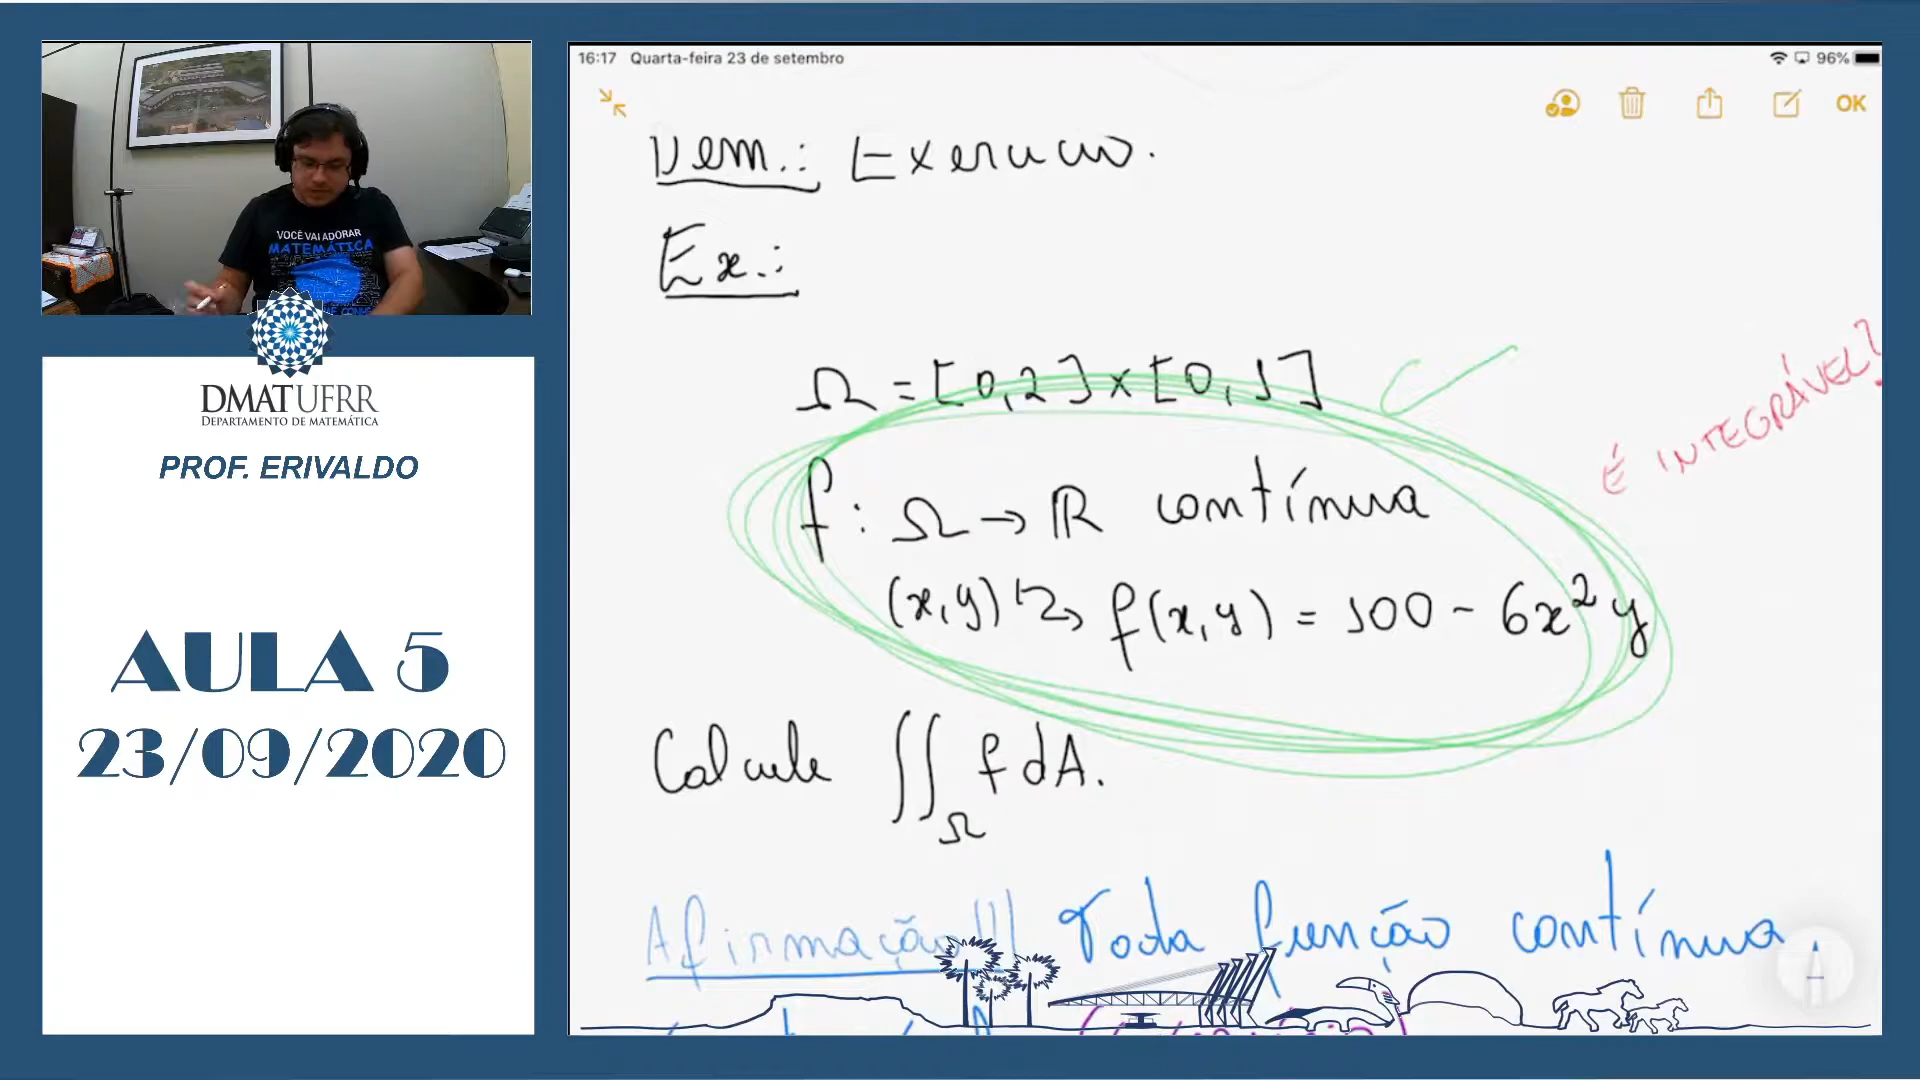 16:17 Quarta-feira 23 de setembro
96%
OK
Dem.: Exercício.
Ex.:
Ω = [0,2] x [0,1]
É INTEGRÁVEL?
f: Ω → ℝ contínua
(x,y) ↦ f(x,y) = 100 - 6x²y
Calcule ∬_Ω f dA.
Afirmação!!! Toda função contínua
VOCÊ VAI ADORAR
MATEMÁTICA
DMATUFRR
DEPARTAMENTO DE MATEMÁTICA
PROF. ERIVALDO
AULA 5
23/09/2020